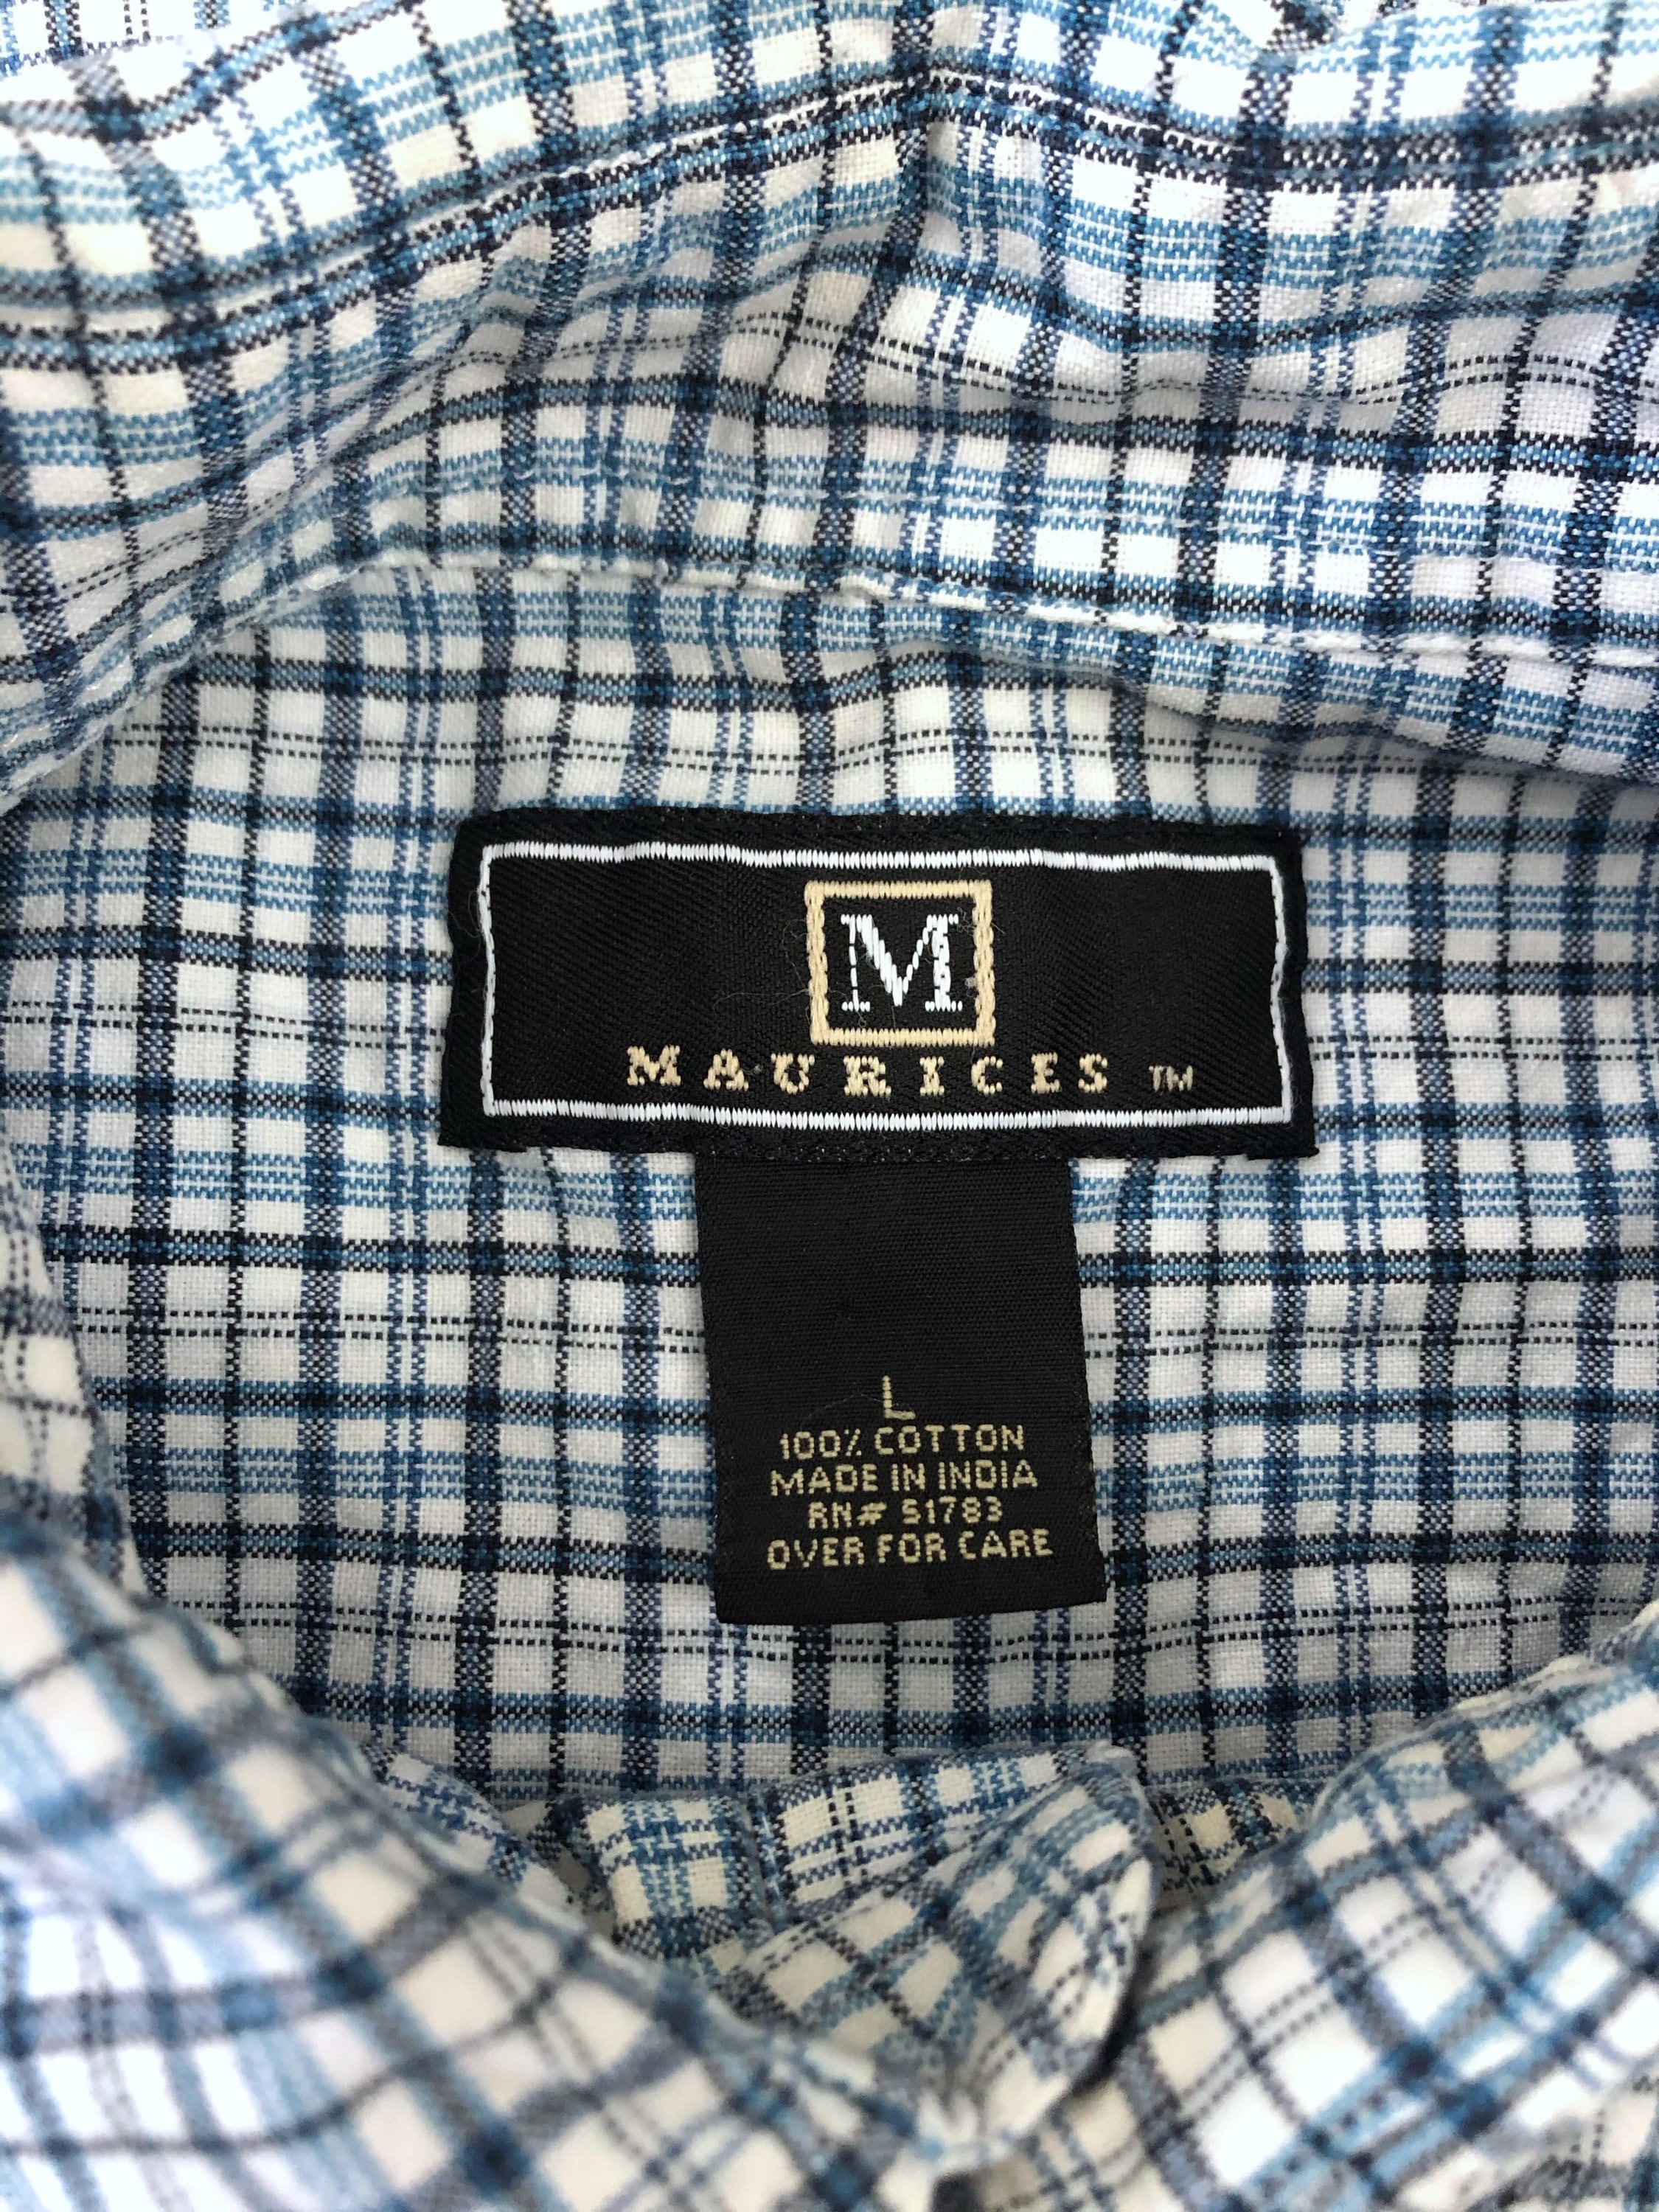 M
MAURICES TM
L
100% COTTON
MADE IN INDIA
RN# 51783
OVER FOR CARE